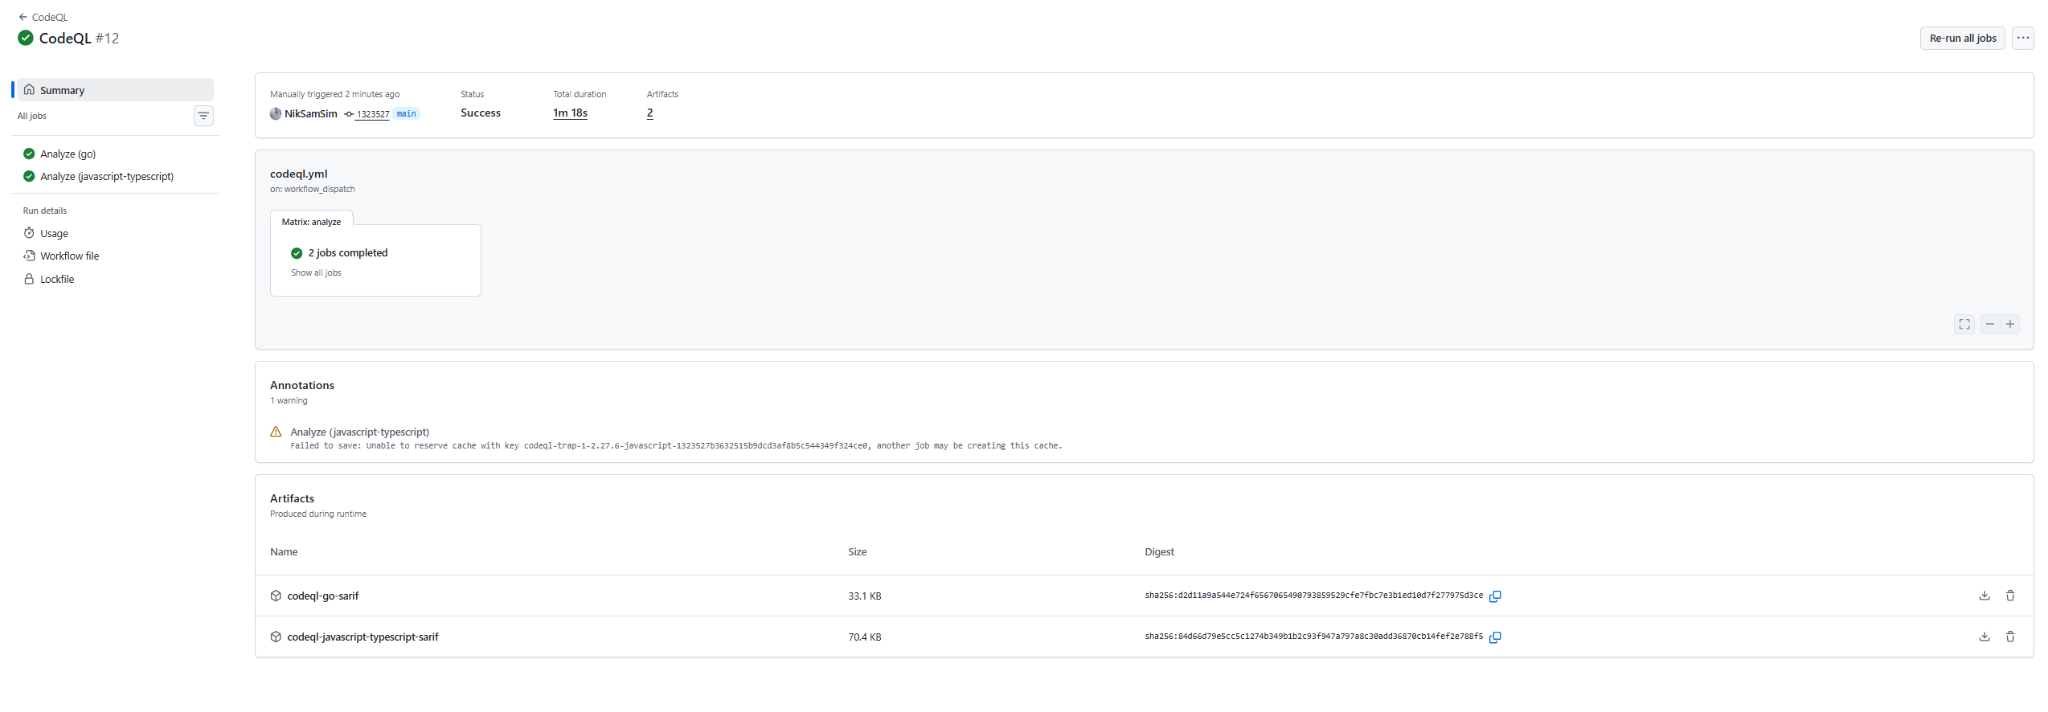 CodeQL
CodeQL #12
Re-run all jobs
Summary
All jobs
Analyze (go)
Analyze (javascript-typescript)
Run details
Usage
Workflow file
Lockfile
Manually triggered 2 minutes ago
NikSamSim 1323527 main
Status
Success
Total duration
1m 18s
Artifacts
2
codeql.yml
on: workflow_dispatch
Matrix: analyze
2 jobs completed
Show all jobs
Annotations
1 warning
Analyze (javascript-typescript)
Failed to save: Unable to reserve cache with key codeql-trap-1-2.27.6-javascript-1323527b3632515b9dcd3af8b5c544349f324ce0, another job may be creating this cache.
Artifacts
Produced during runtime
Name Size Digest
codeql-go-sarif 33.1 KB sha256:d2d11a9a544e724f6567065490793859529cfe7fbc7e3b1ed10d7f277975d3ce
codeql-javascript-typescript-sarif 70.4 KB sha256:84d66d79e5cc5c1274b349b1b2c93f947a797a8c30add36870cb14fef2e788f5